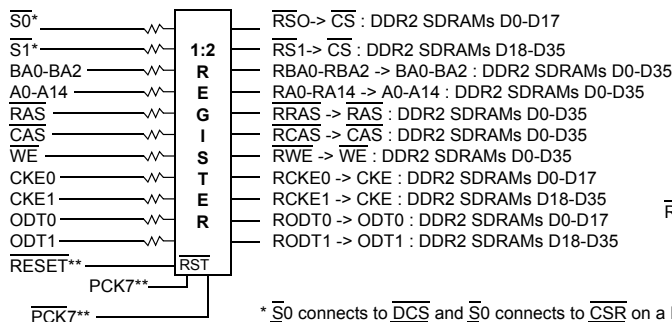 S0*
S1*
BA0-BA2
A0-A14
RAS
CAS
WE
CKE0
CKE1
ODT0
ODT1
RESET**
PCK7**
PCK7**
1:2
R
E
G
I
S
T
E
R
RST
RSO-> CS : DDR2 SDRAMs D0-D17
RS1-> CS : DDR2 SDRAMs D18-D35
RBA0-RBA2 -> BA0-BA2 : DDR2 SDRAMs D0-D35
RA0-RA14 -> A0-A14 : DDR2 SDRAMs D0-D35
RRAS -> RAS : DDR2 SDRAMs D0-D35
RCAS -> CAS : DDR2 SDRAMs D0-D35
RWE -> WE : DDR2 SDRAMs D0-D35
RCKE0 -> CKE : DDR2 SDRAMs D0-D17
RCKE1 -> CKE : DDR2 SDRAMs D18-D35
RODT0 -> ODT0 : DDR2 SDRAMs D0-D17
RODT1 -> ODT1 : DDR2 SDRAMs D18-D35
* S0 connects to DCS and S0 connects to CSR on a